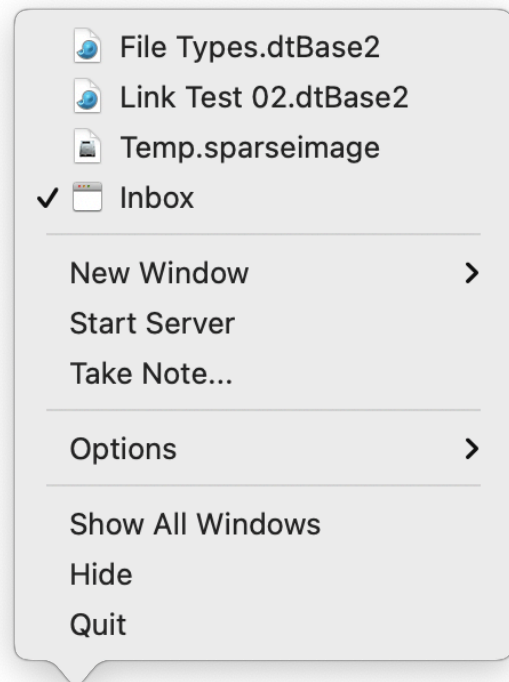 File Types.dtBase2
Link Test 02.dtBase2
Temp.sparseimage
Inbox
New Window
Start Server
Take Note...
Options
Show All Windows
Hide
Quit